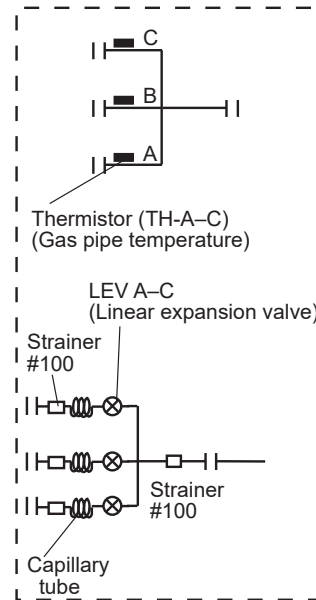 C
B
A
Thermistor (TH-A–C)
(Gas pipe temperature)
LEV A–C
(Linear expansion valve)
Strainer
#100
Strainer
#100
Capillary
tube